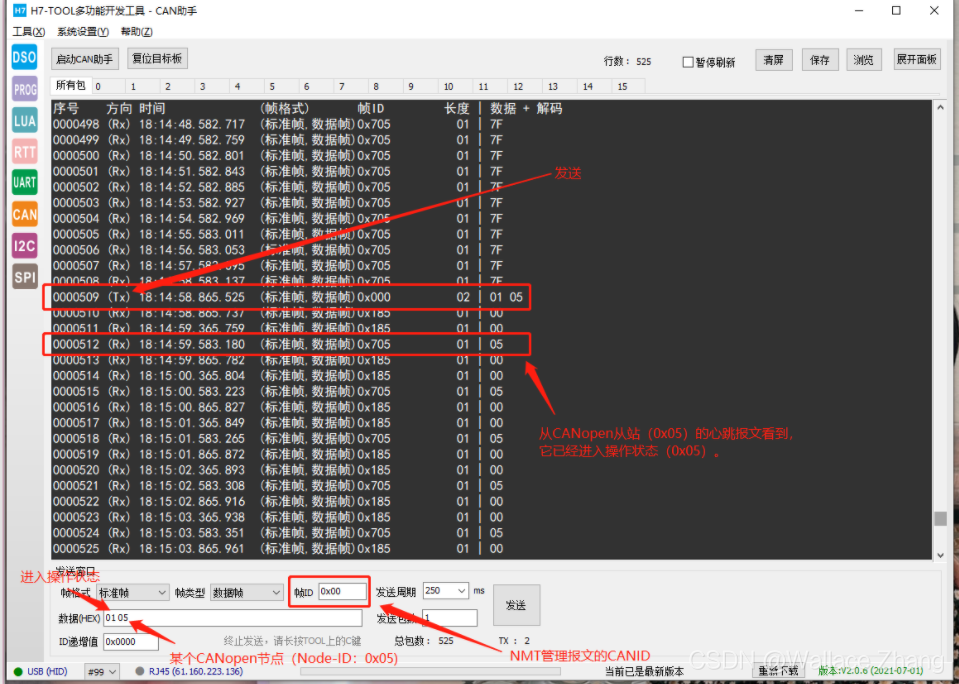 H7-TOOL多功能开发工具 - CAN助手
工具(X) 系统设置(Y) 帮助(Z)
DSO
PROG
LUA
RTT
UART
CAN
I2C
SPI
启动CAN助手 复位目标板 行数: 525 暂停刷新 清屏 保存 浏览 展开面板
所有包 0 1 2 3 4 5 6 7 8 9 10 11 12 13 14 15
序号 方向 时间 (帧格式) 帧ID 长度 | 数据 + 解码
0000498 (Rx) 18:14:48.582.717 (标准帧,数据帧)0x705 01 | 7F
0000499 (Rx) 18:14:49.582.759 (标准帧,数据帧)0x705 01 | 7F
0000500 (Rx) 18:14:50.582.801 (标准帧,数据帧)0x705 01 | 7F
0000501 (Rx) 18:14:51.582.843 (标准帧,数据帧)0x705 01 | 7F
0000502 (Rx) 18:14:52.582.885 (标准帧,数据帧)0x705 01 | 7F
发送
0000503 (Rx) 18:14:53.582.927 (标准帧,数据帧)0x705 01 | 7F
0000504 (Rx) 18:14:54.582.969 (标准帧,数据帧)0x705 01 | 7F
0000505 (Rx) 18:14:55.583.011 (标准帧,数据帧)0x705 01 | 7F
0000506 (Rx) 18:14:56.583.053 (标准帧,数据帧)0x705 01 | 7F
0000507 (Rx) 18:14:57.583.095 (标准帧,数据帧)0x705 01 | 7F
0000508 (Rx) 18:14:58.583.137 (标准帧,数据帧)0x705 01 | 7F
0000509 (Tx) 18:14:58.865.525 (标准帧,数据帧)0x000 02 | 01 05
0000510 (Rx) 18:14:58.865.737 (标准帧,数据帧)0x185 01 | 00
0000511 (Rx) 18:14:59.365.759 (标准帧,数据帧)0x185 01 | 00
0000512 (Rx) 18:14:59.583.180 (标准帧,数据帧)0x705 01 | 05
0000513 (Rx) 18:14:59.865.782 (标准帧,数据帧)0x185 01 | 00
0000514 (Rx) 18:15:00.365.804 (标准帧,数据帧)0x185 01 | 00
0000515 (Rx) 18:15:00.583.223 (标准帧,数据帧)0x705 01 | 05
0000516 (Rx) 18:15:00.865.827 (标准帧,数据帧)0x185 01 | 00
0000517 (Rx) 18:15:01.365.849 (标准帧,数据帧)0x185 01 | 00
0000518 (Rx) 18:15:01.583.265 (标准帧,数据帧)0x705 01 | 05
0000519 (Rx) 18:15:01.865.872 (标准帧,数据帧)0x185 01 | 00
0000520 (Rx) 18:15:02.365.893 (标准帧,数据帧)0x185 01 | 00
0000521 (Rx) 18:15:02.583.308 (标准帧,数据帧)0x705 01 | 05
0000522 (Rx) 18:15:02.865.916 (标准帧,数据帧)0x185 01 | 00
0000523 (Rx) 18:15:03.365.938 (标准帧,数据帧)0x185 01 | 00
0000524 (Rx) 18:15:03.583.351 (标准帧,数据帧)0x705 01 | 05
0000525 (Rx) 18:15:03.865.961 (标准帧,数据帧)0x185 01 | 00
从CANopen从站(0x05)的心跳报文看到,
它已经进入操作状态(0x05)。
发送窗口
进入操作状态
帧格式 标准帧 帧类型 数据帧 帧ID 0x00 发送周期 250 ms 发送
数据(HEX) 01 05 发送包数 1
ID递增值 0x0000 终止发送,请长按TOOL上的C键 总包数: 525 TX : 2
某个CANopen节点(Node-ID:0x05)
NMT管理报文的CANID
USB (HID) #99 RJ45 (61.160.223.136) 当前已是最新版本 重新下载 版本:V2.0.6 (2021-07-01)
CSDN @Wallace Zhang